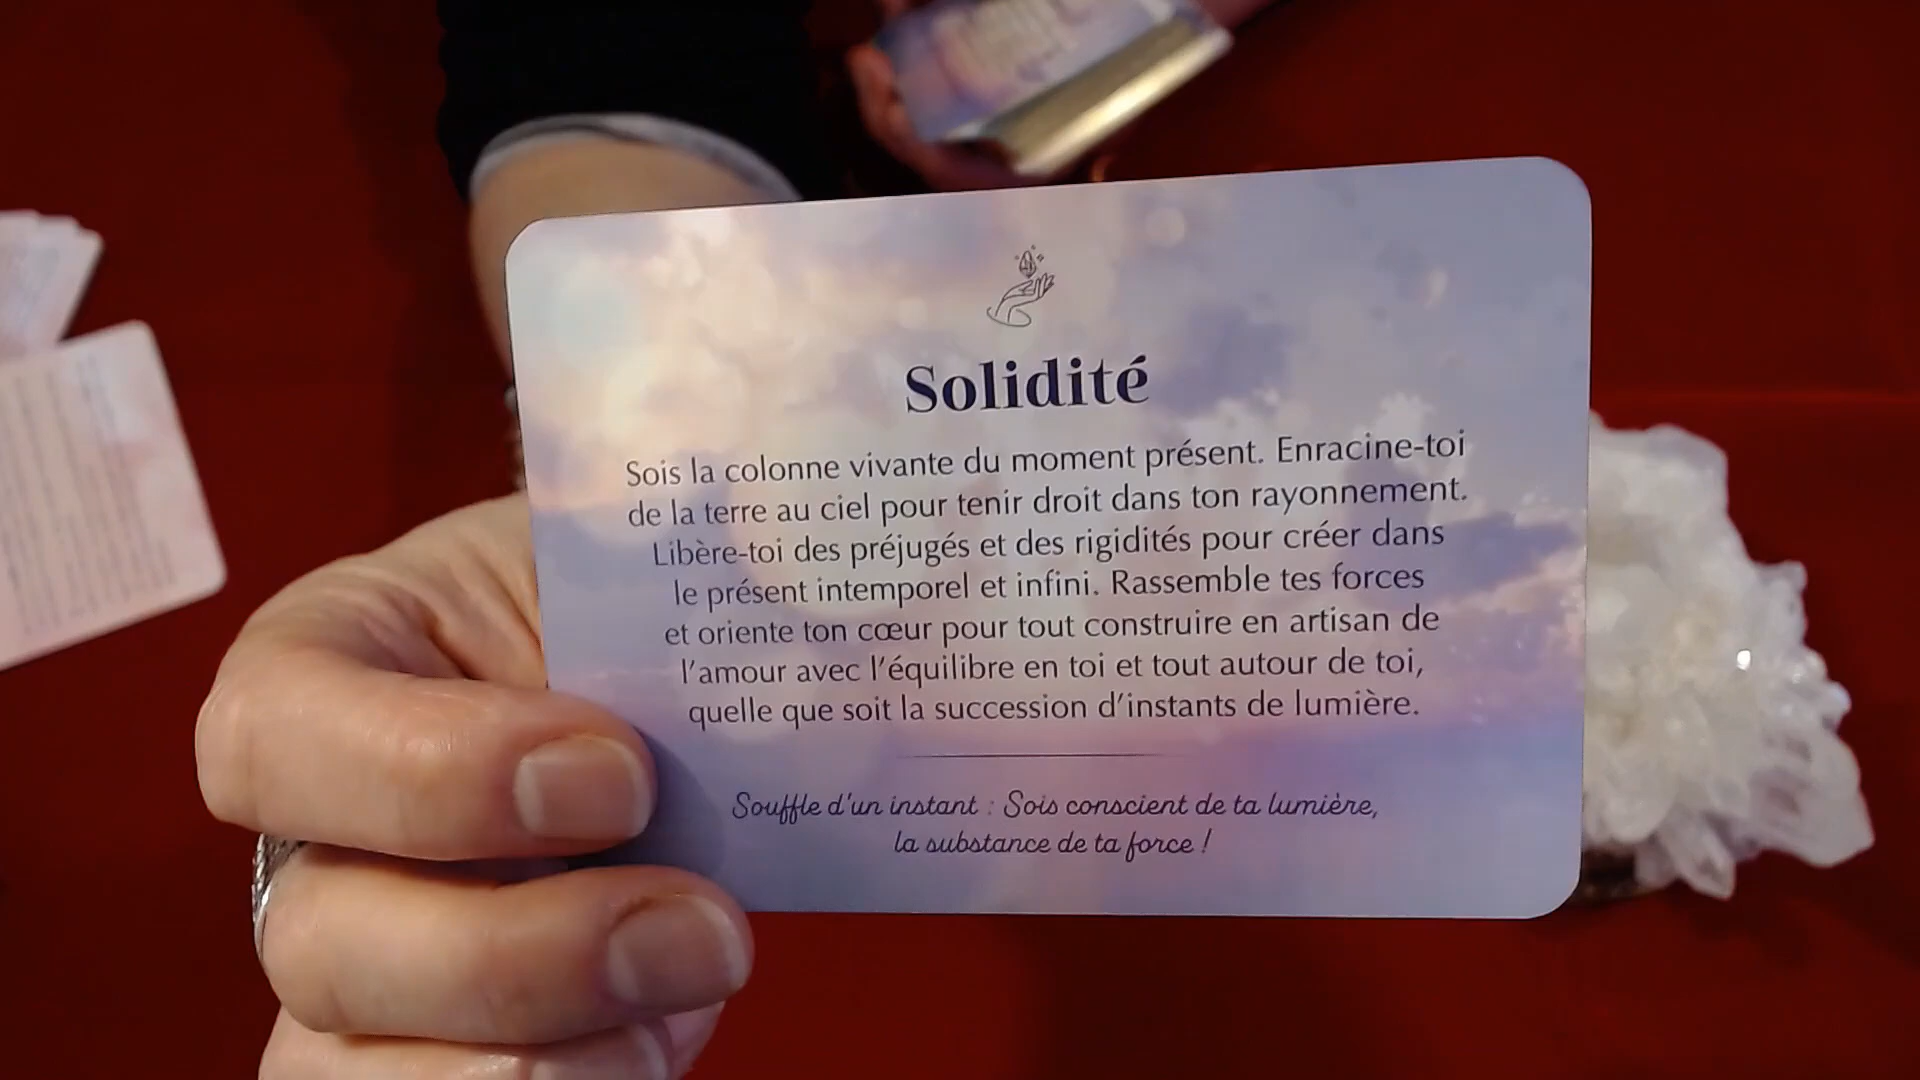 Solidité
Sois la colonne vivante du moment présent. Enracine-toi
de la terre au ciel pour tenir droit dans ton rayonnement.
Libère-toi des préjugés et des rigidités pour créer dans
le présent intemporel et infini. Rassemble tes forces
et oriente ton cœur pour tout construire en artisan de
l'amour avec l'équilibre en toi et tout autour de toi,
quelle que soit la succession d'instants de lumière.
Souffle d'un instant : Sois conscient de ta lumière,
la substance de ta force !